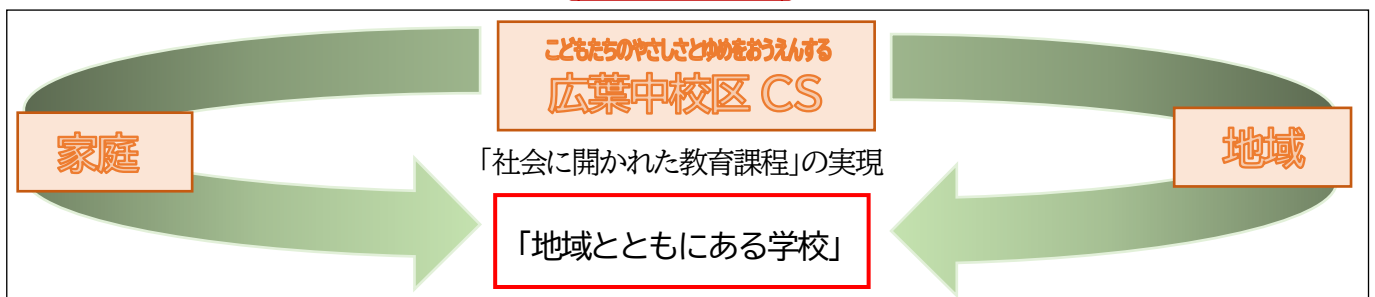 こどもたちのやさしさとゆめをおうえんする
広葉中校区 CS
家庭
地域
「社会に開かれた教育課程」の実現
「地域とともにある学校」